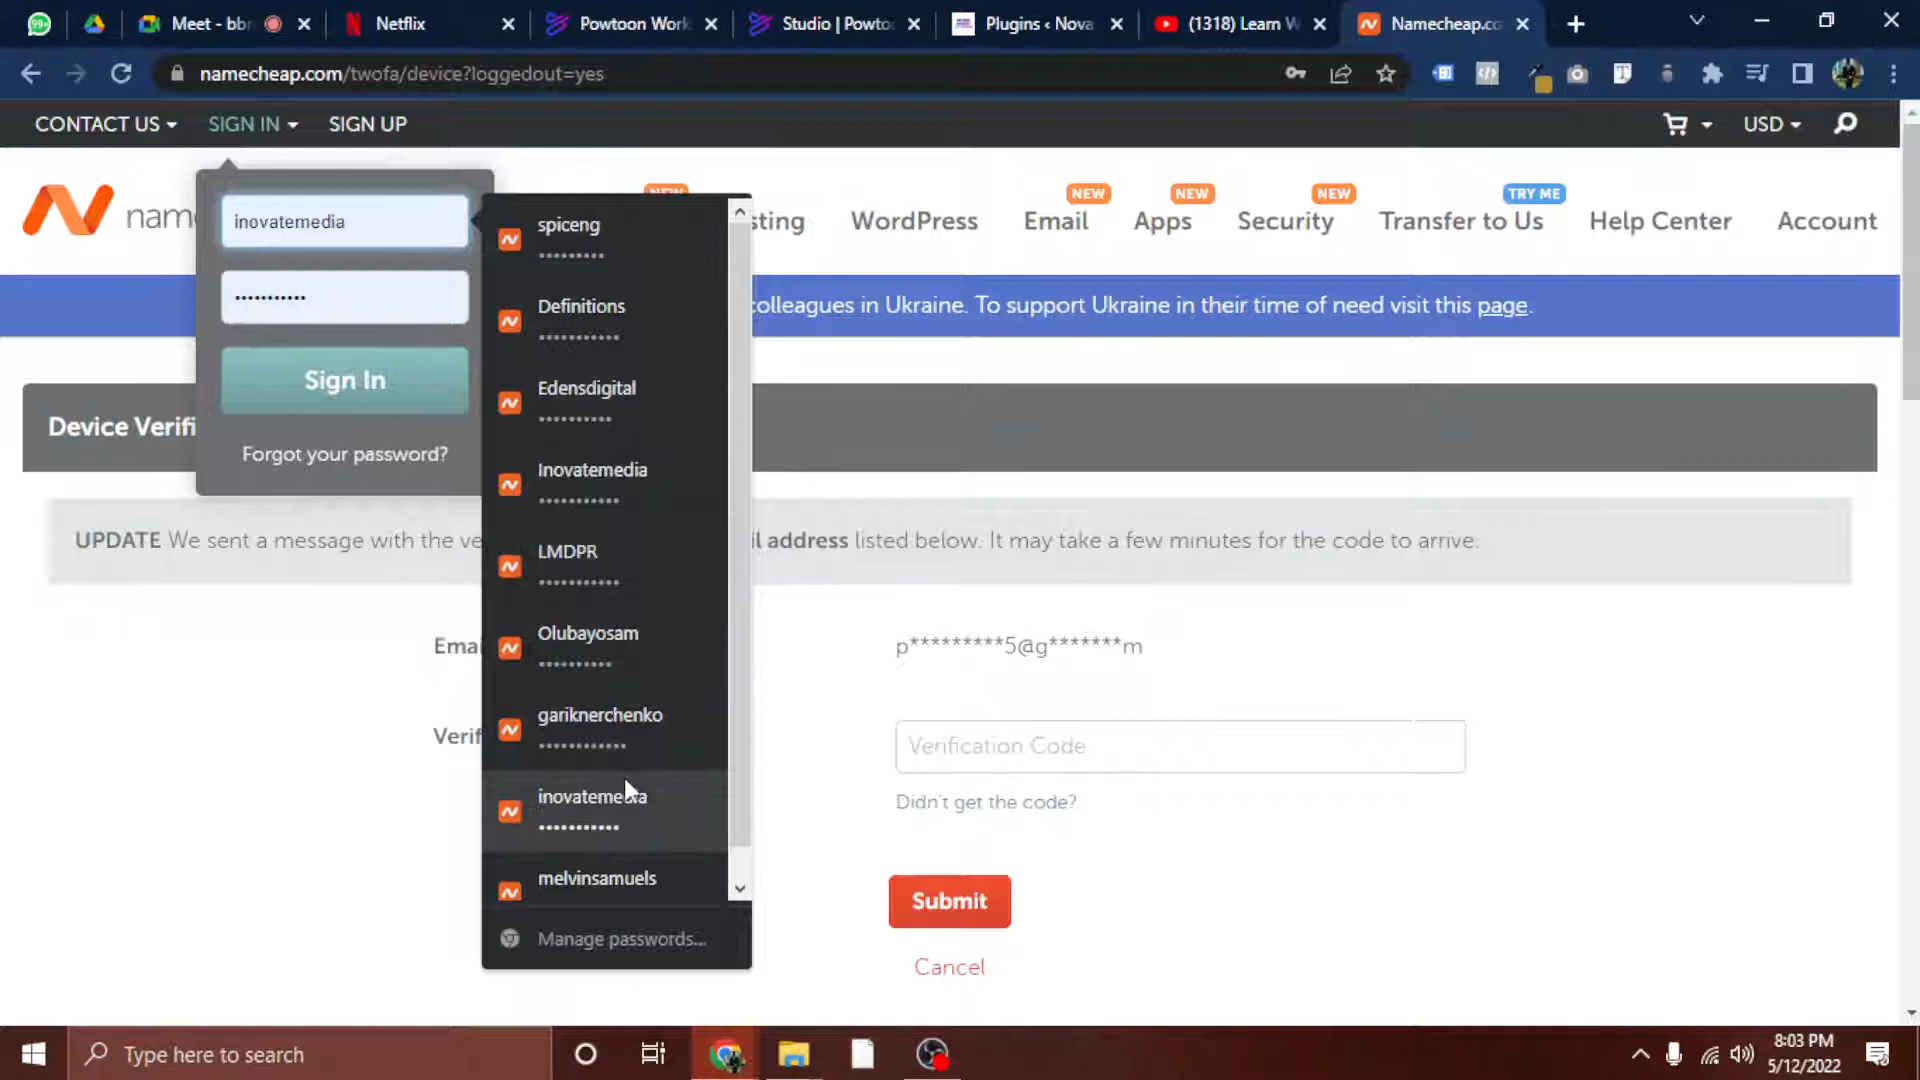 99+
Meet - bb
Netflix
Powtoon Work
Studio | Powto
Plugins ‹ Nova
(1318) Learn W
Namecheap.co
namecheap.com/twofa/device?loggedout=yes
CONTACT US
SIGN IN
SIGN UP
USD
name
NEW
sting
WordPress
NEW
Email
NEW
Apps
NEW
Security
TRY ME
Transfer to Us
Help Center
Account
colleagues in Ukraine. To support Ukraine in their time of need visit this page.
inovatemedia
•••••••••••
Sign In
Forgot your password?
spiceng
•••••••••
Definitions
•••••••••••
Edensdigital
••••••••••
Inovatemedia
•••••••••••
LMDPR
•••••••••••
Olubayosam
••••••••••
gariknerchenko
••••••••••••
inovatemedia
•••••••••••
melvinsamuels
Manage passwords...
Device Verifi
UPDATE We sent a message with the ve
il address listed below. It may take a few minutes for the code to arrive.
Emai
p*********5@g*******m
Verif
Verification Code
Didn't get the code?
Submit
Cancel
Type here to search
8:03 PM
5/12/2022